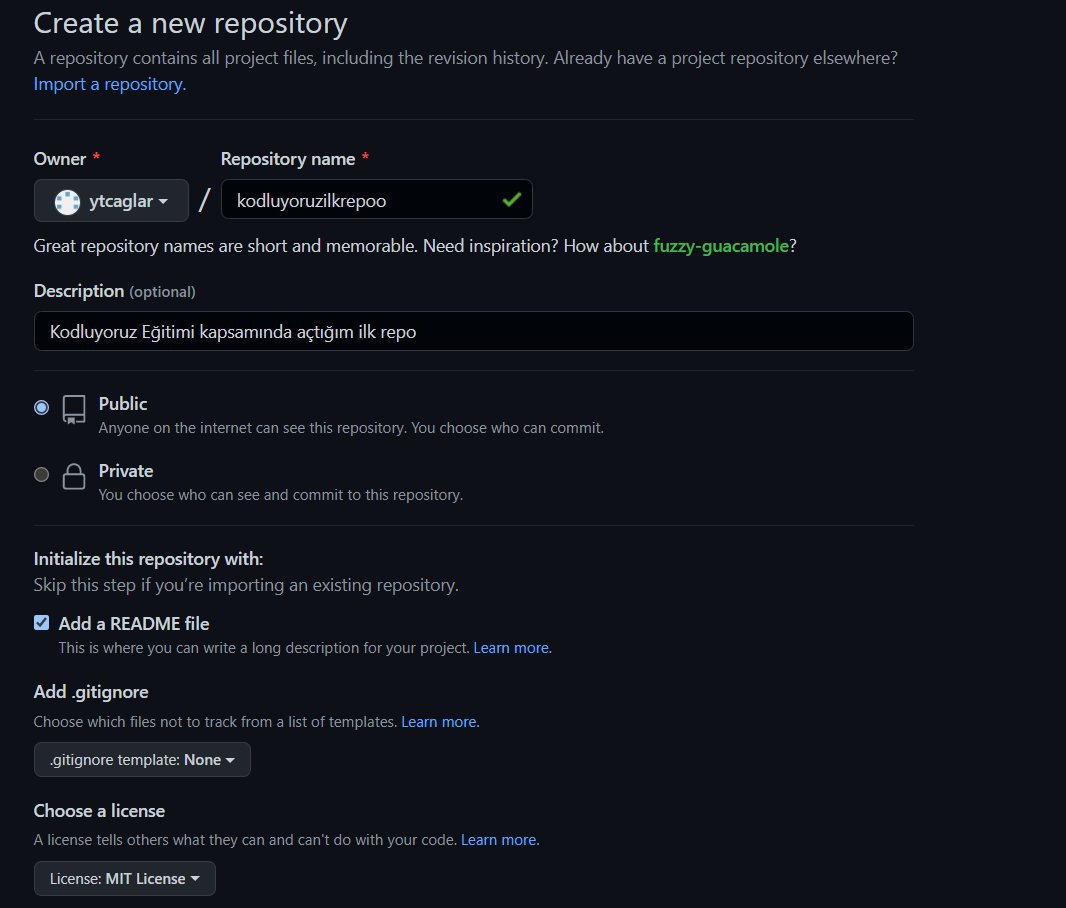 Create a new repository
A repository contains all project files, including the revision history. Already have a project repository elsewhere?
Import a repository.
Owner * Repository name *
ytcaglar / kodluyoruzilkrepoo
Great repository names are short and memorable. Need inspiration? How about fuzzy-guacamole?
Description (optional)
Kodluyoruz Eğitimi kapsamında açtığım ilk repo
Public
Anyone on the internet can see this repository. You choose who can commit.
Private
You choose who can see and commit to this repository.
Initialize this repository with:
Skip this step if you’re importing an existing repository.
Add a README file
This is where you can write a long description for your project. Learn more.
Add .gitignore
Choose which files not to track from a list of templates. Learn more.
.gitignore template: None
Choose a license
A license tells others what they can and can't do with your code. Learn more.
License: MIT License